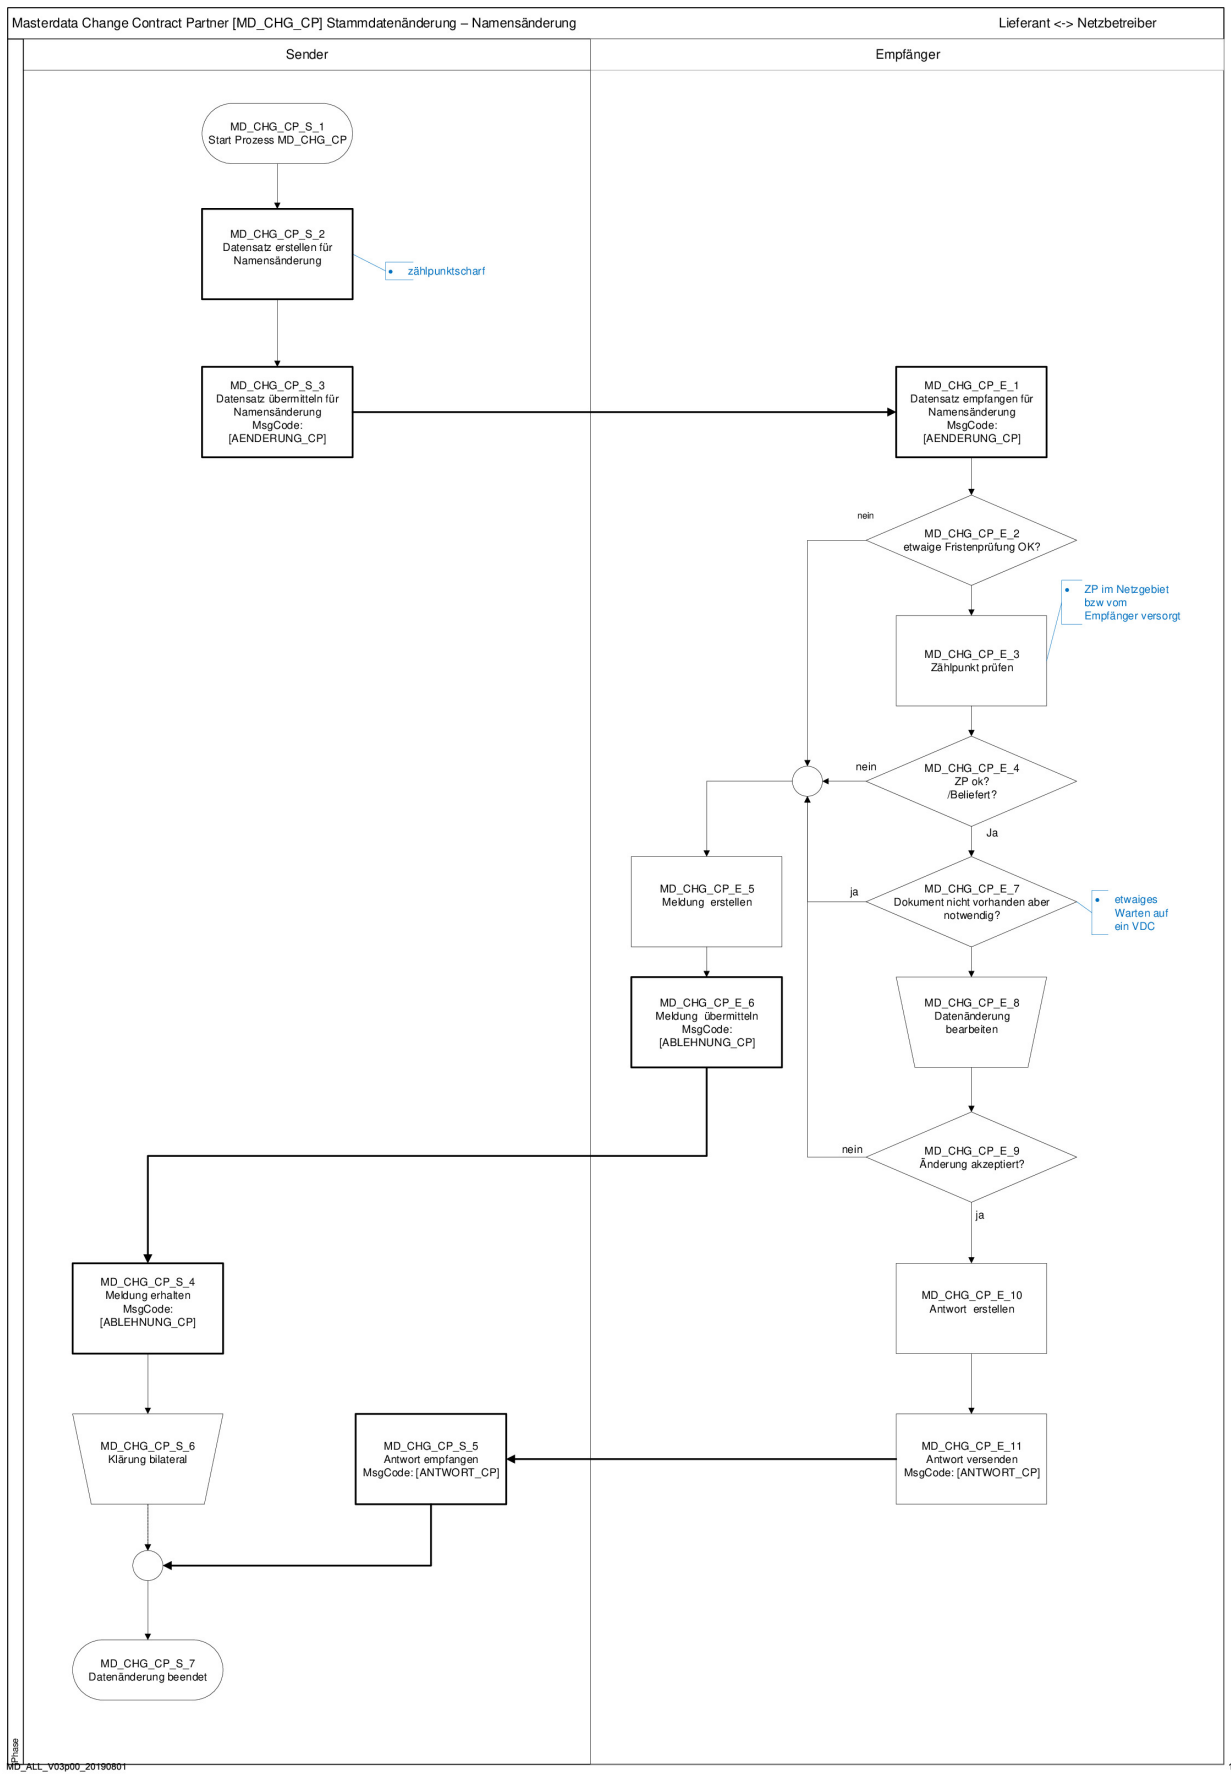 Masterdata Change Contract Partner [MD_CHG_CP] Stammdatenänderung – Namensänderung
Lieferant <-> Netzbetreiber
Sender
Empfänger
MD_CHG_CP_S_1
Start Prozess MD_CHG_CP
MD_CHG_CP_S_2
Datensatz erstellen für
Namensänderung
• zählpunktscharf
MD_CHG_CP_S_3
Datensatz übermitteln für
Namensänderung
MsgCode:
[AENDERUNG_CP]
MD_CHG_CP_E_1
Datensatz empfangen für
Namensänderung
MsgCode:
[AENDERUNG_CP]
nein
MD_CHG_CP_E_2
etwaige Fristenprüfung OK?
• ZP im Netzgebiet
bzw vom
Empfänger versorgt
MD_CHG_CP_E_3
Zählpunkt prüfen
nein
MD_CHG_CP_E_4
ZP ok?
/Beliefert?
Ja
MD_CHG_CP_E_5
Meldung erstellen
ja
MD_CHG_CP_E_7
Dokument nicht vorhanden aber
notwendig?
• etwaiges
Warten auf
ein VDC
MD_CHG_CP_E_6
Meldung übermitteln
MsgCode:
[ABLEHNUNG_CP]
MD_CHG_CP_E_8
Datenänderung
bearbeiten
nein
MD_CHG_CP_E_9
Änderung akzeptiert?
ja
MD_CHG_CP_S_4
Meldung erhalten
MsgCode:
[ABLEHNUNG_CP]
MD_CHG_CP_E_10
Antwort erstellen
MD_CHG_CP_S_6
Klärung bilateral
MD_CHG_CP_S_5
Antwort empfangen
MsgCode: [ANTWORT_CP]
MD_CHG_CP_E_11
Antwort versenden
MsgCode: [ANTWORT_CP]
MD_CHG_CP_S_7
Datenänderung beendet
Phase
MD_ALL_V03p00_20190801